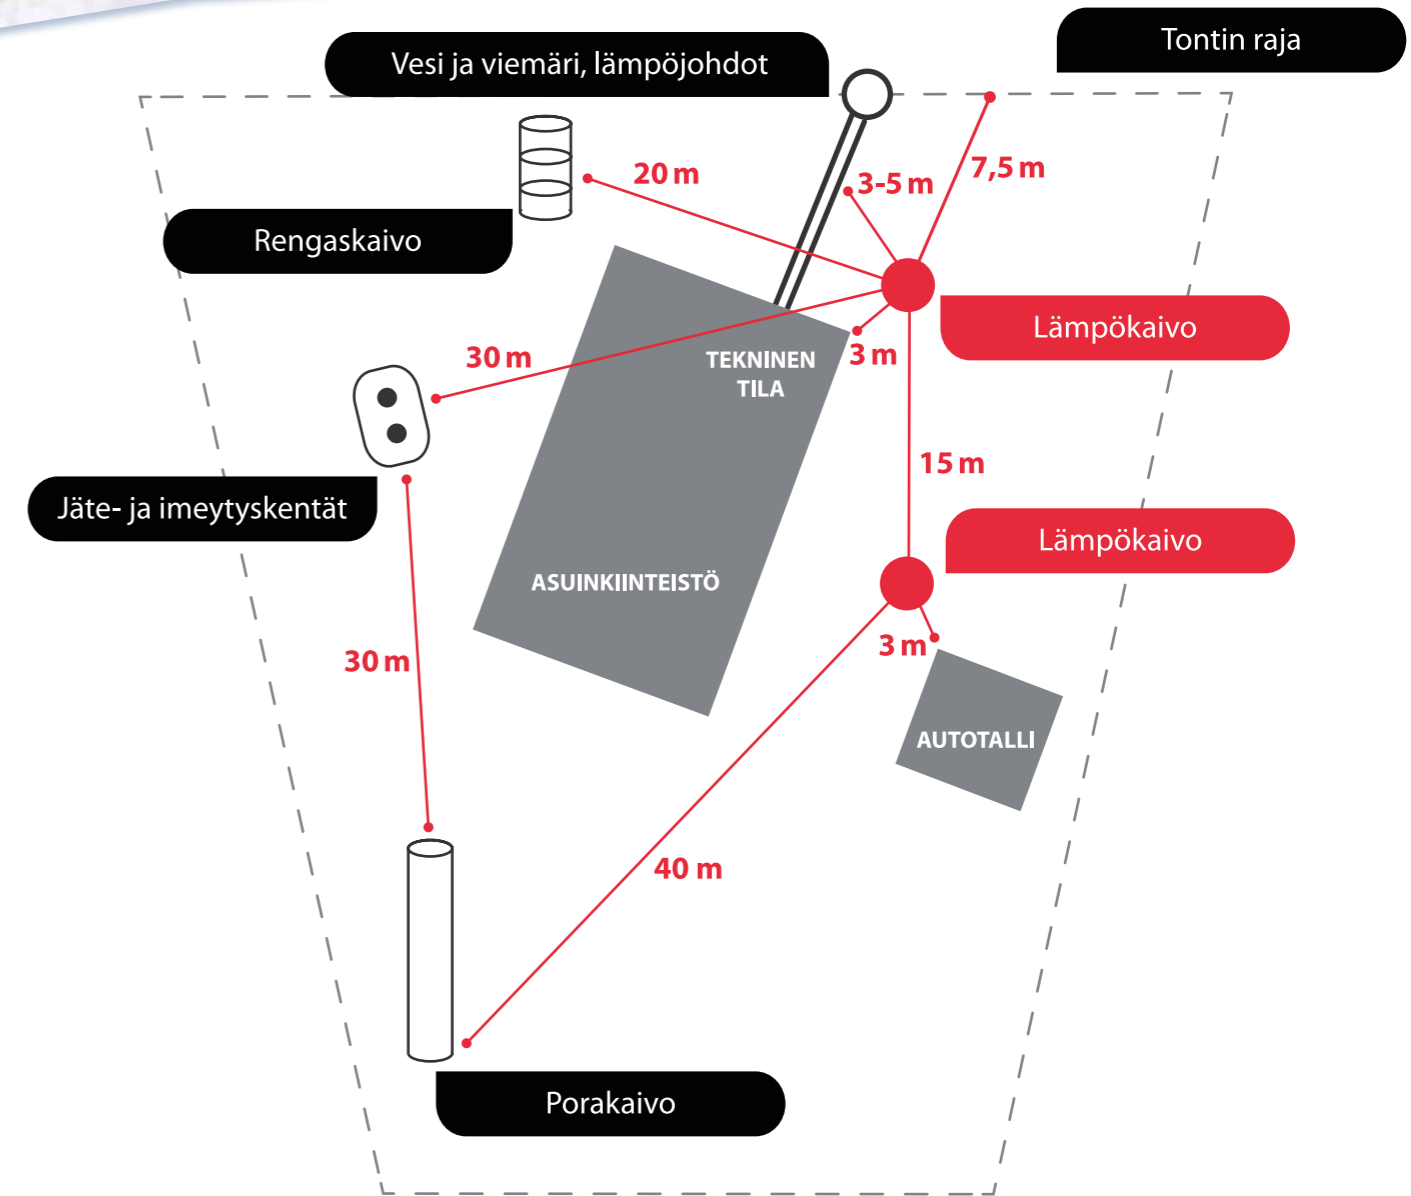 Tontin raja
Vesi ja viemäri, lämpöjohdot
20 m
3-5 m
7,5 m
Rengaskaivo
Lämpökaivo
30 m
TEKNINEN
TILA
3 m
15 m
Jäte- ja imeytyskentät
Lämpökaivo
ASUINKIINTEISTÖ
30 m
3 m
AUTOTALLI
40 m
Porakaivo